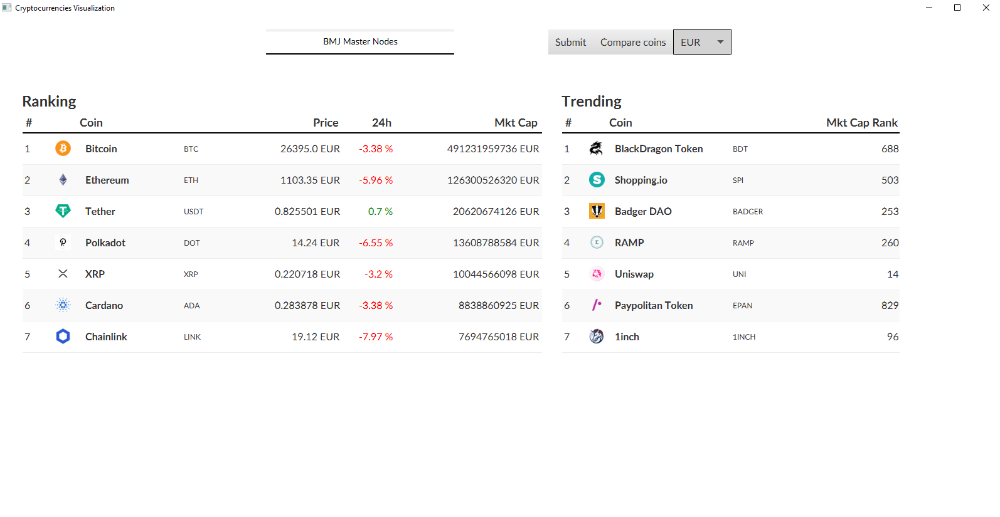 Cryptocurrencies Visualization
BMJ Master Nodes
Submit Compare coins EUR
Ranking
# Coin Price 24h Mkt Cap
1 Bitcoin BTC 26395.0 EUR -3.38 % 491231959736 EUR
2 Ethereum ETH 1103.35 EUR -5.96 % 126300526320 EUR
3 Tether USDT 0.825501 EUR 0.7 % 20620674126 EUR
4 Polkadot DOT 14.24 EUR -6.55 % 13608788584 EUR
5 XRP XRP 0.220718 EUR -3.2 % 10044566098 EUR
6 Cardano ADA 0.283878 EUR -3.38 % 8838860925 EUR
7 Chainlink LINK 19.12 EUR -7.97 % 7694765018 EUR
Trending
# Coin Mkt Cap Rank
1 BlackDragon Token BDT 688
2 Shopping.io SPI 503
3 Badger DAO BADGER 253
4 RAMP RAMP 260
5 Uniswap UNI 14
6 Paypolitan Token EPAN 829
7 1inch 1INCH 96